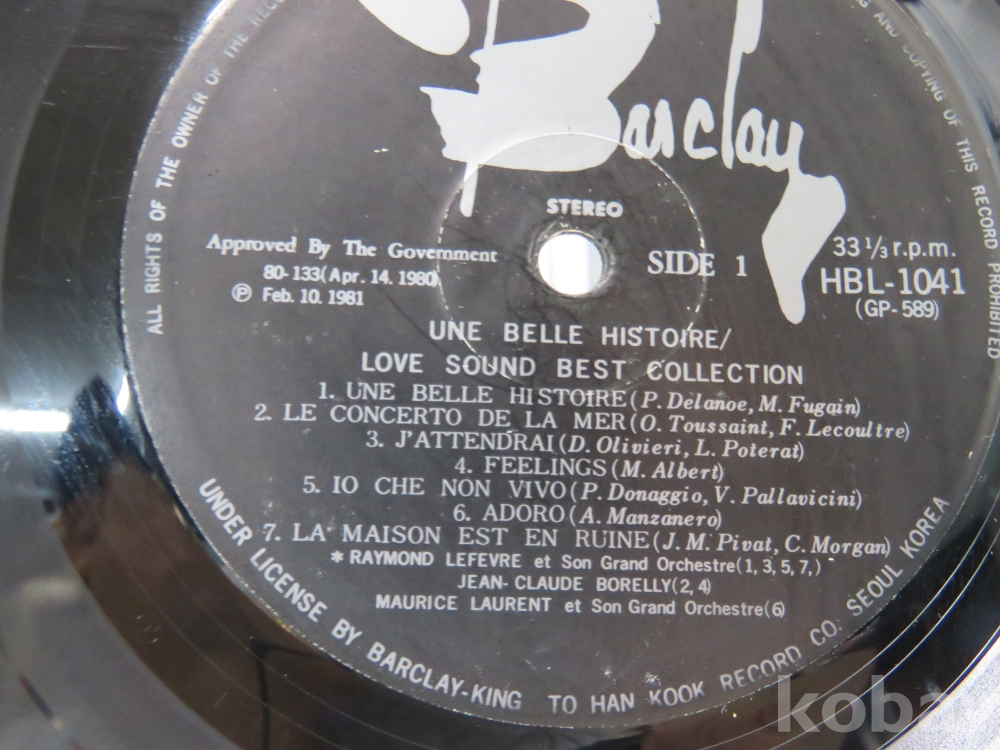 Barclay
STEREO
Approved By The Government
80-133(Apr. 14. 1980)
Ⓟ Feb. 10. 1981
SIDE 1
33 1/3 r.p.m.
HBL-1041
(GP-589)
UNE BELLE HISTOIRE/
LOVE SOUND BEST COLLECTION
1. UNE BELLE HISTOIRE(P. Delanoe, M. Fugain)
2. LE CONCERTO DE LA MER(O. Toussaint, F. Lecoultre)
3. J'ATTENDRAI(D. Olivieri, L. Poterat)
4. FEELINGS(M. Albert)
5. IO CHE NON VIVO(P. Donaggio, V. Pallavicini)
6. ADORO(A. Manzanero)
7. LA MAISON EST EN RUINE(J. M. Pivat, C. Morgan)
*RAYMOND LEFEVRE et Son Grand Orchestre(1, 3, 5, 7,)
JEAN-CLAUDE BORELLY(2, 4)
MAURICE LAURENT et Son Grand Orchestre(6)
ALL RIGHTS OF THE OWNER OF THE
AND COPYING OF THIS RECORD PROHIBITED
UNDER LICENSE BY BARCLAY-KING TO HAN KOOK RECORD CO. SEOUL KOREA